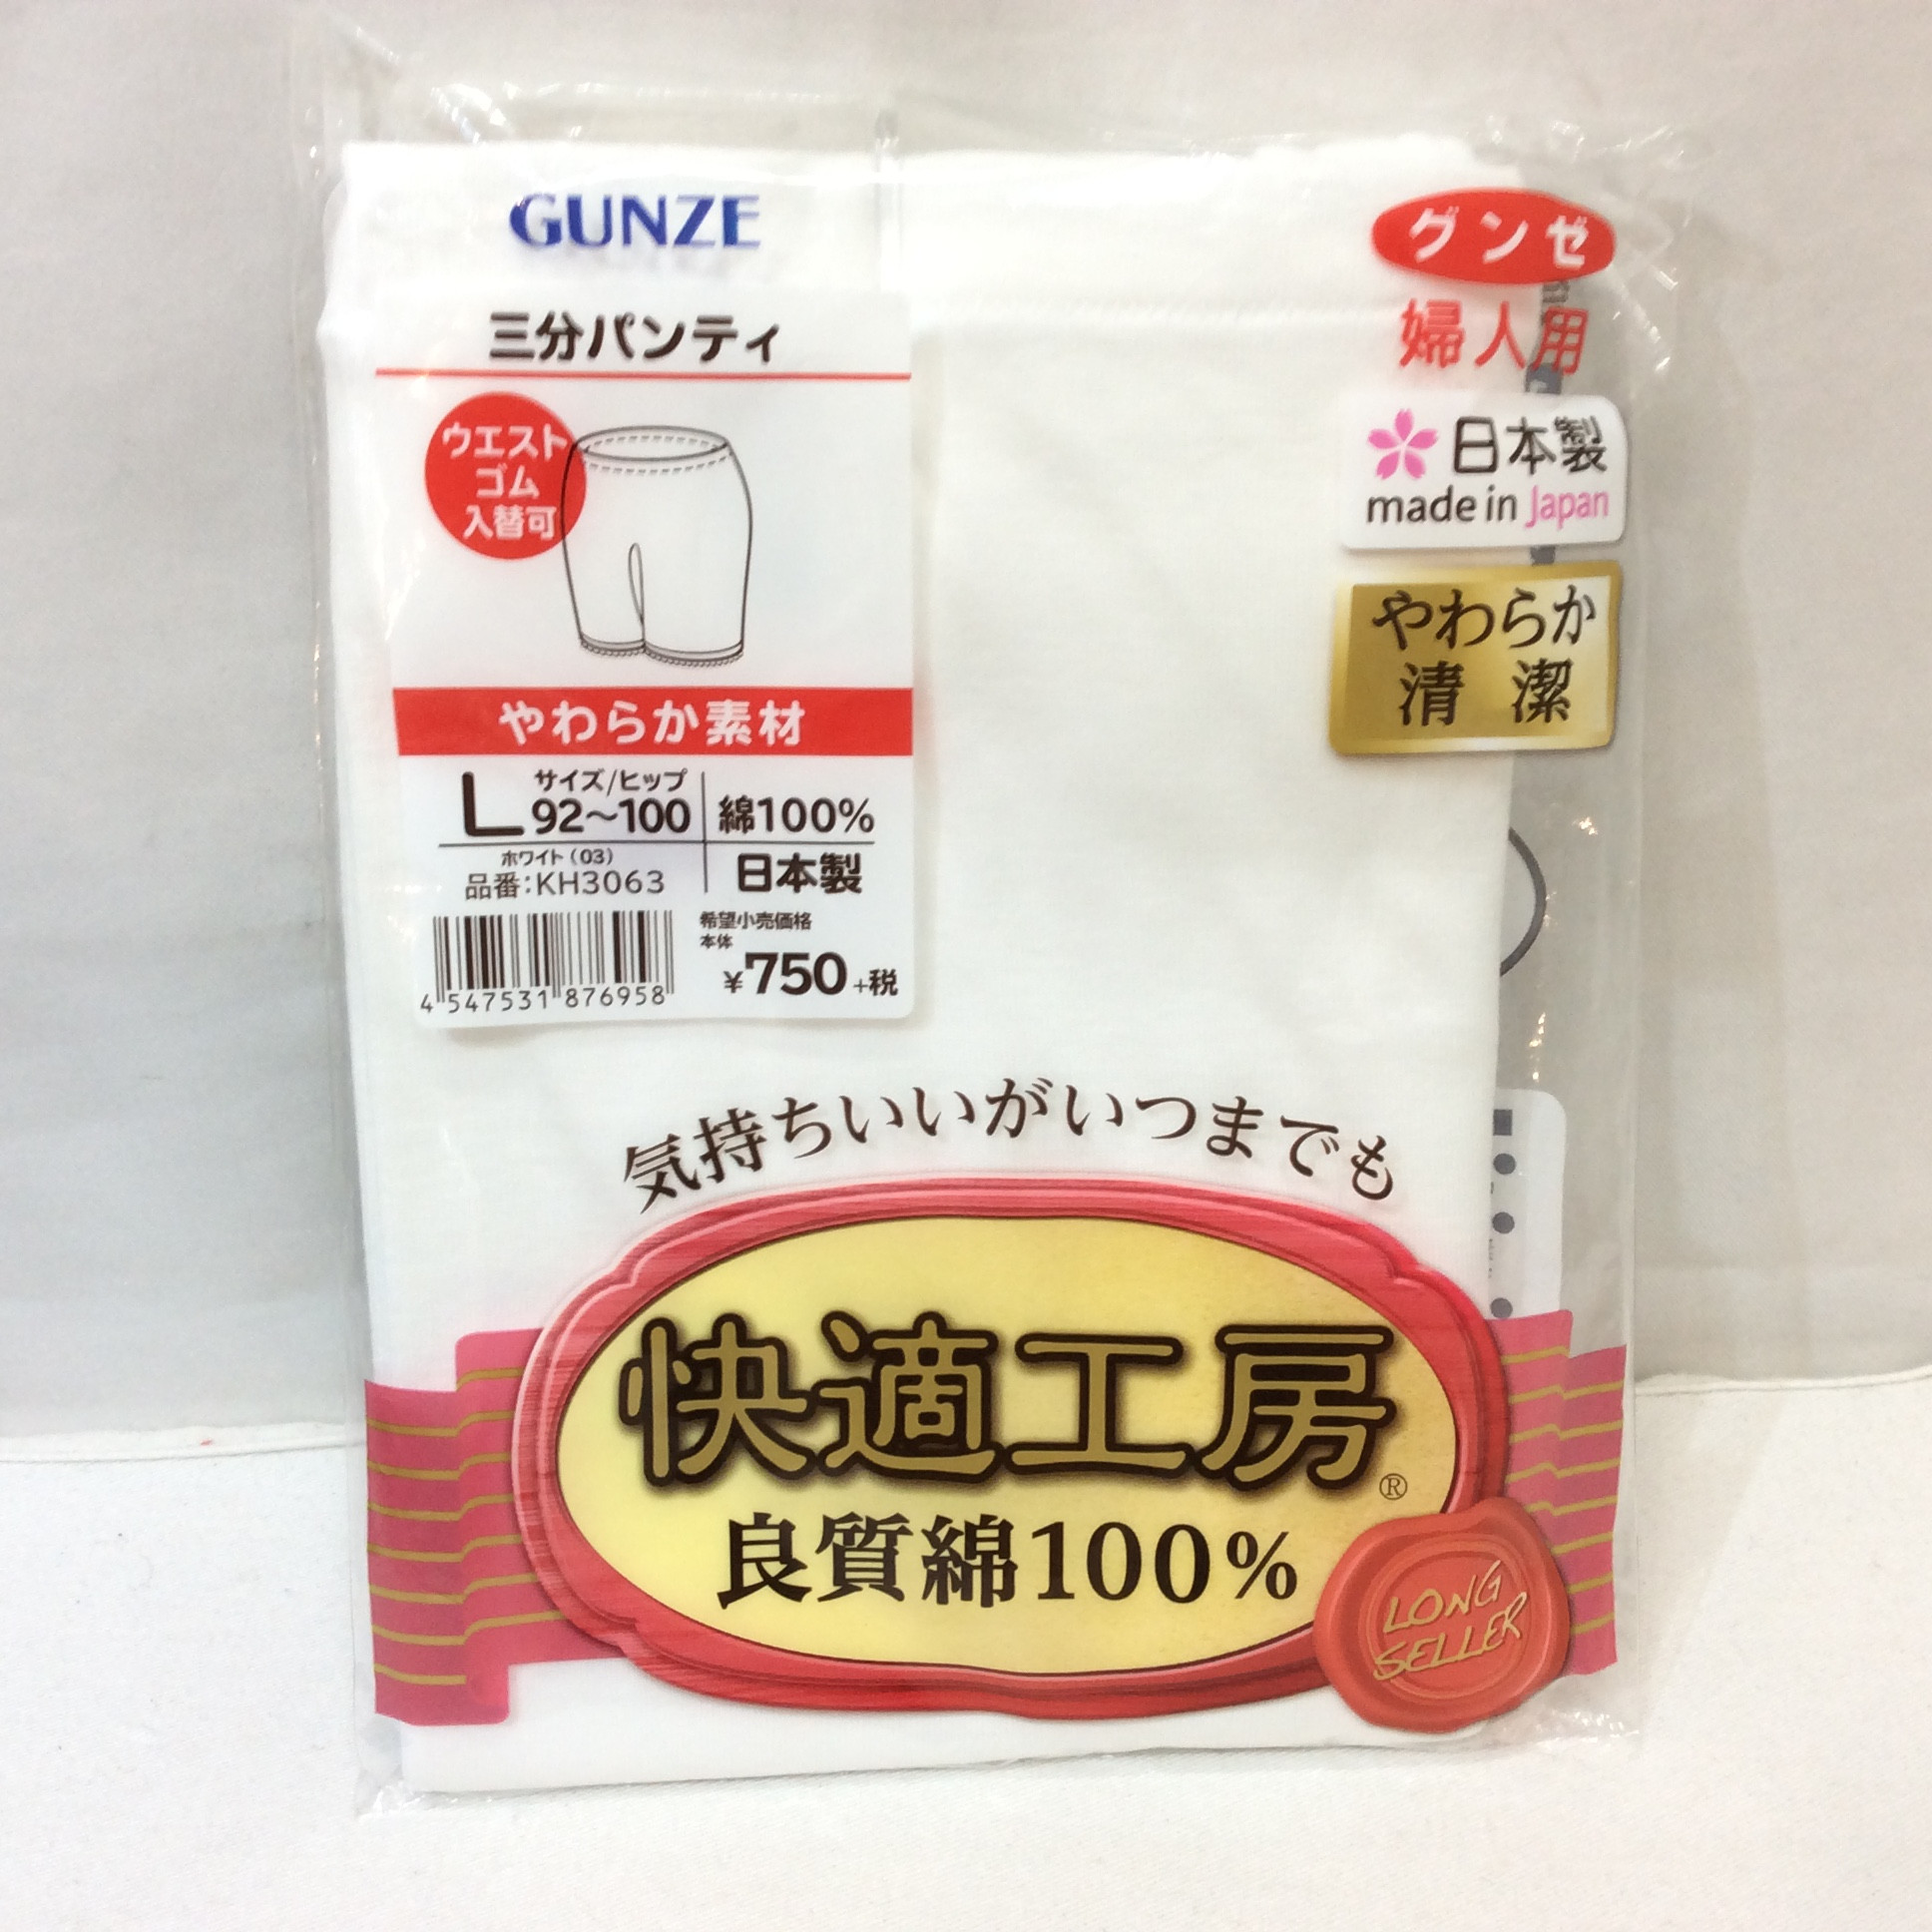 GUNZE
三分パンティ
ウエスト
ゴム
入替可
やわらか素材
L
サイズ/ヒップ
92〜100
綿100%
ホワイト(03)
品番:KH3063
日本製
希望小売価格
本体
¥750+税
4 547531 876958
グンゼ
婦人用
日本製
made in Japan
やわらか
清潔
気持ちいいがいつまでも
快適工房®
良質綿100%
LONG
SELLER